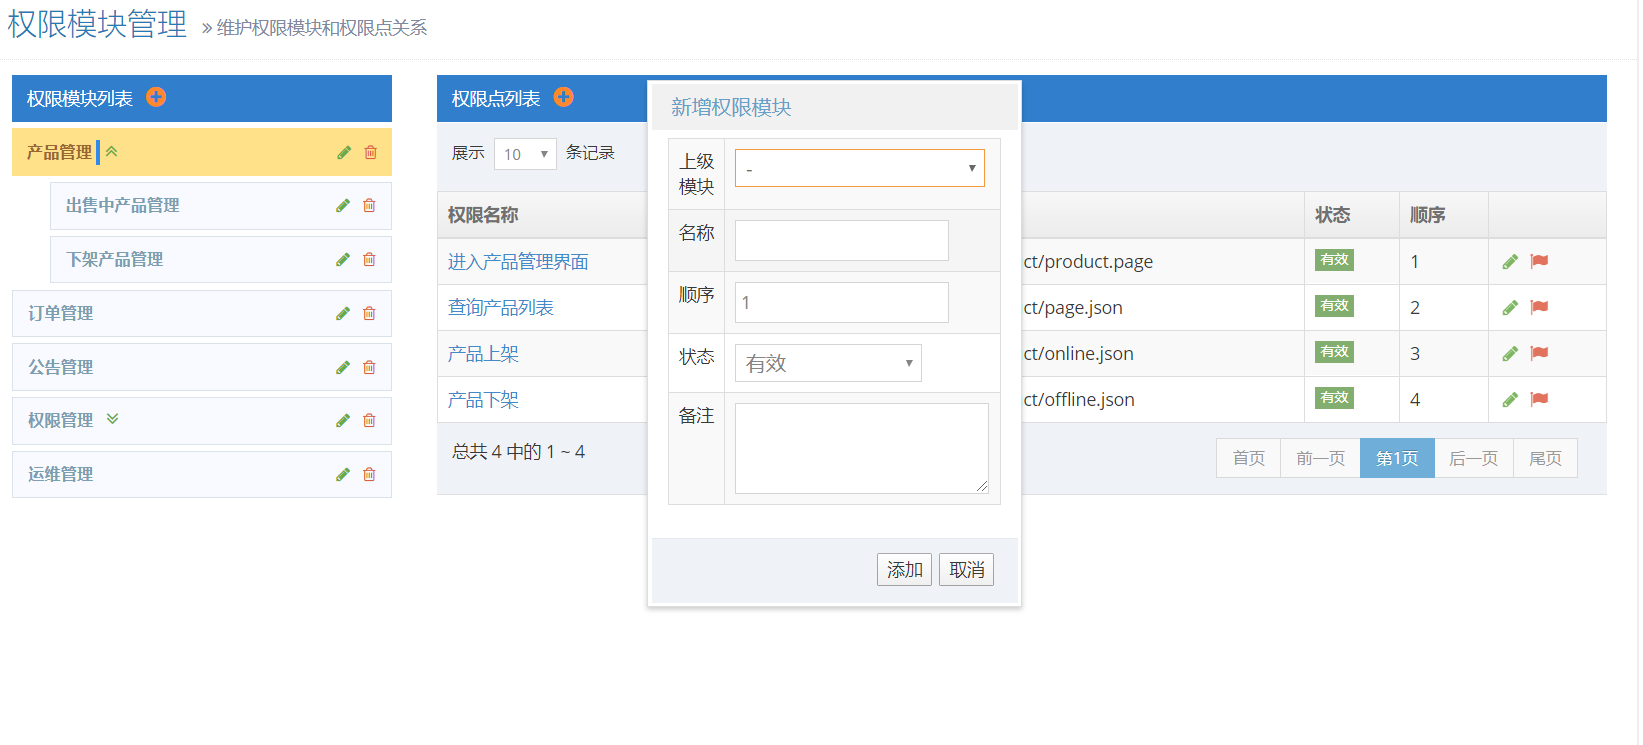 权限模块管理 » 维护权限模块和权限点关系
权限模块列表
产品管理
出售中产品管理
下架产品管理
订单管理
公告管理
权限管理
运维管理
权限点列表
展示 10 条记录
权限名称 状态 顺序
进入产品管理界面 ct/product.page 有效 1
查询产品列表 ct/page.json 有效 2
产品上架 ct/online.json 有效 3
产品下架 ct/offline.json 有效 4
总共 4 中的 1 ~ 4
首页 前一页 第1页 后一页 尾页
新增权限模块
上级
模块 -
名称
顺序 1
状态 有效
备注
添加 取消